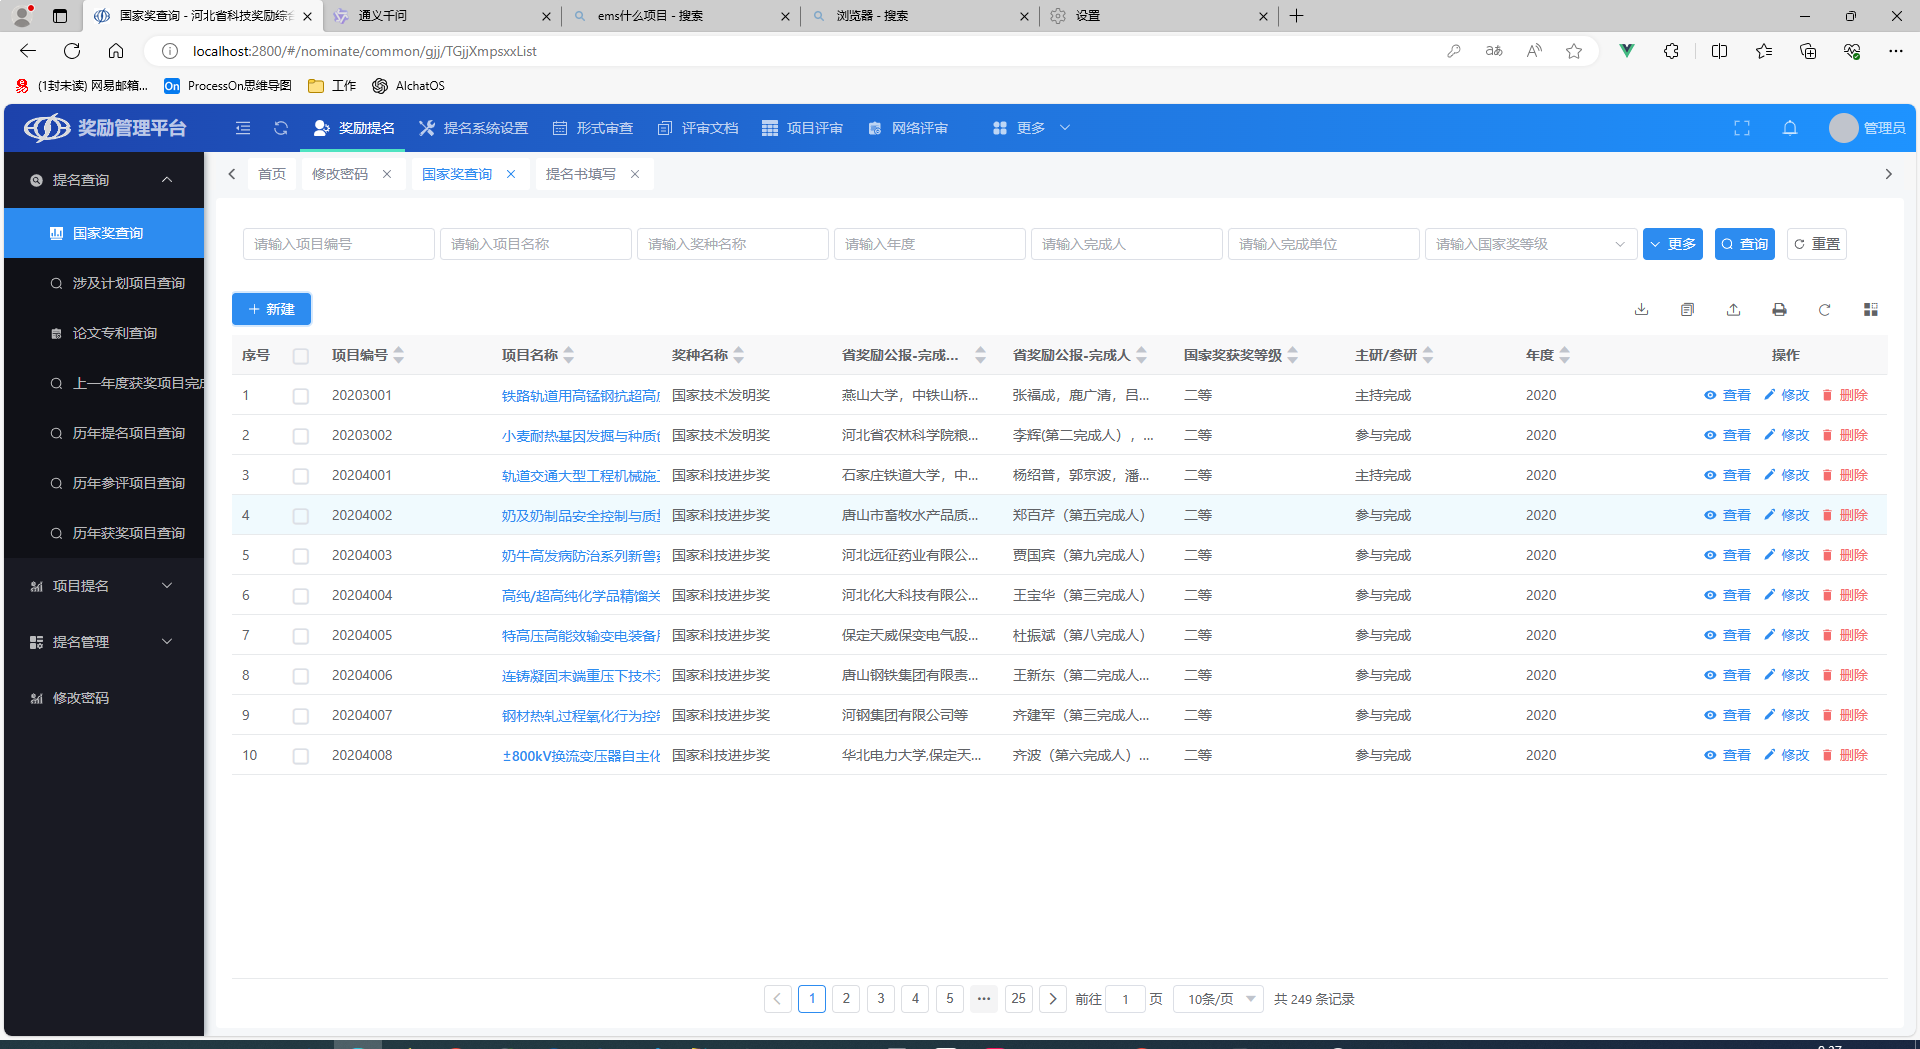 国家奖查询 - 河北省科技奖励综合
通义千问
ems什么项目 - 搜索
浏览器 - 搜索
设置
localhost:2800/#/nominate/common/gjj/TGjjXmpsxxList
(1封未读) 网易邮箱...
On ProcessOn思维导图
工作
AIchatOS
奖励管理平台
奖励提名
提名系统设置
形式审查
评审文档
项目评审
网络评审
更多
管理员
提名查询
国家奖查询
涉及计划项目查询
论文专利查询
上一年度获奖项目完成
历年提名项目查询
历年参评项目查询
历年获奖项目查询
项目提名
提名管理
修改密码
首页
修改密码
国家奖查询
提名书填写
请输入项目编号
请输入项目名称
请输入奖种名称
请输入年度
请输入完成人
请输入完成单位
请输入国家奖等级
更多
查询
重置
新建
序号 项目编号 项目名称 奖种名称 省奖励公报-完成... 省奖励公报-完成人 国家奖获奖等级 主研/参研 年度 操作
1 20203001 铁路轨道用高锰钢抗超高 国家技术发明奖 燕山大学，中铁山桥... 张福成，鹿广清，吕... 二等 主持完成 2020 查看 修改 删除
2 20203002 小麦耐热基因发掘与种质 国家技术发明奖 河北省农林科学院粮... 李辉(第二完成人），... 二等 参与完成 2020 查看 修改 删除
3 20204001 轨道交通大型工程机械施 国家科技进步奖 石家庄铁道大学，中... 杨绍普，郭京波，潘... 二等 主持完成 2020 查看 修改 删除
4 20204002 奶及奶制品安全控制与质 国家科技进步奖 唐山市畜牧水产品质... 郑百芹（第五完成人） 二等 参与完成 2020 查看 修改 删除
5 20204003 奶牛高发病防治系列新兽 国家科技进步奖 河北远征药业有限公... 贾国宾（第九完成人） 二等 参与完成 2020 查看 修改 删除
6 20204004 高纯/超高纯化学品精馏关 国家科技进步奖 河北化大科技有限公... 王宝华（第三完成人） 二等 参与完成 2020 查看 修改 删除
7 20204005 特高压高能效输变电装备 国家科技进步奖 保定天威保变电气股... 杜振斌（第八完成人） 二等 参与完成 2020 查看 修改 删除
8 20204006 连铸凝固末端重压下技术 国家科技进步奖 唐山钢铁集团有限责... 王新东（第二完成人... 二等 参与完成 2020 查看 修改 删除
9 20204007 钢材热轧过程氧化行为控 国家科技进步奖 河钢集团有限公司等 齐建军（第三完成人... 二等 参与完成 2020 查看 修改 删除
10 20204008 ±800kV换流变压器自主化 国家科技进步奖 华北电力大学,保定天... 齐波（第六完成人）... 二等 参与完成 2020 查看 修改 删除
1 2 3 4 5 ... 25 前往 1 页 10条/页 共 249 条记录